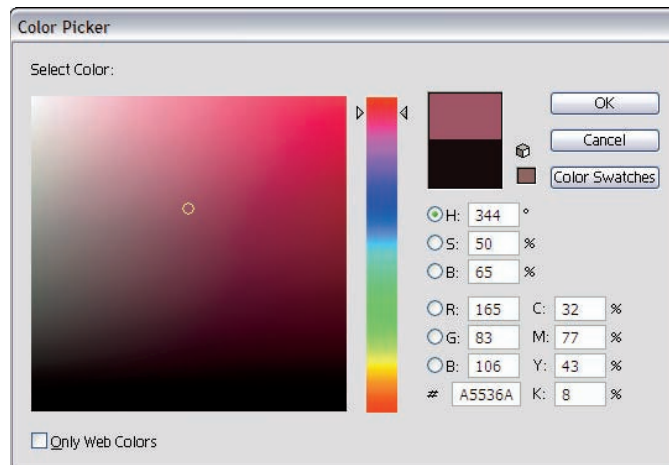 Color Picker
Select Color:
OK
Cancel
Color Swatches
H: 344 °
S: 50 %
B: 65 %
R: 165 C: 32 %
G: 83 M: 77 %
B: 106 Y: 43 %
# A5536A K: 8 %
Only Web Colors